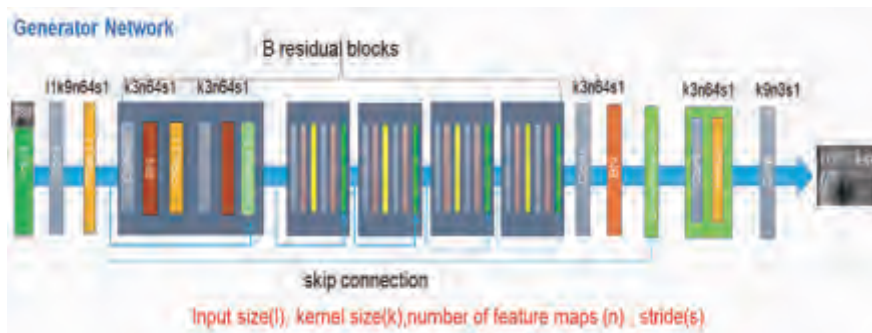 Generator Network
B residual blocks
I1k9n64s1 k3n64s1 k3n64s1 k3n64s1 k3n64s1 k9n3s1
skip connection
Input size(I), kernel size(k),number of feature maps (n) , stride(s)